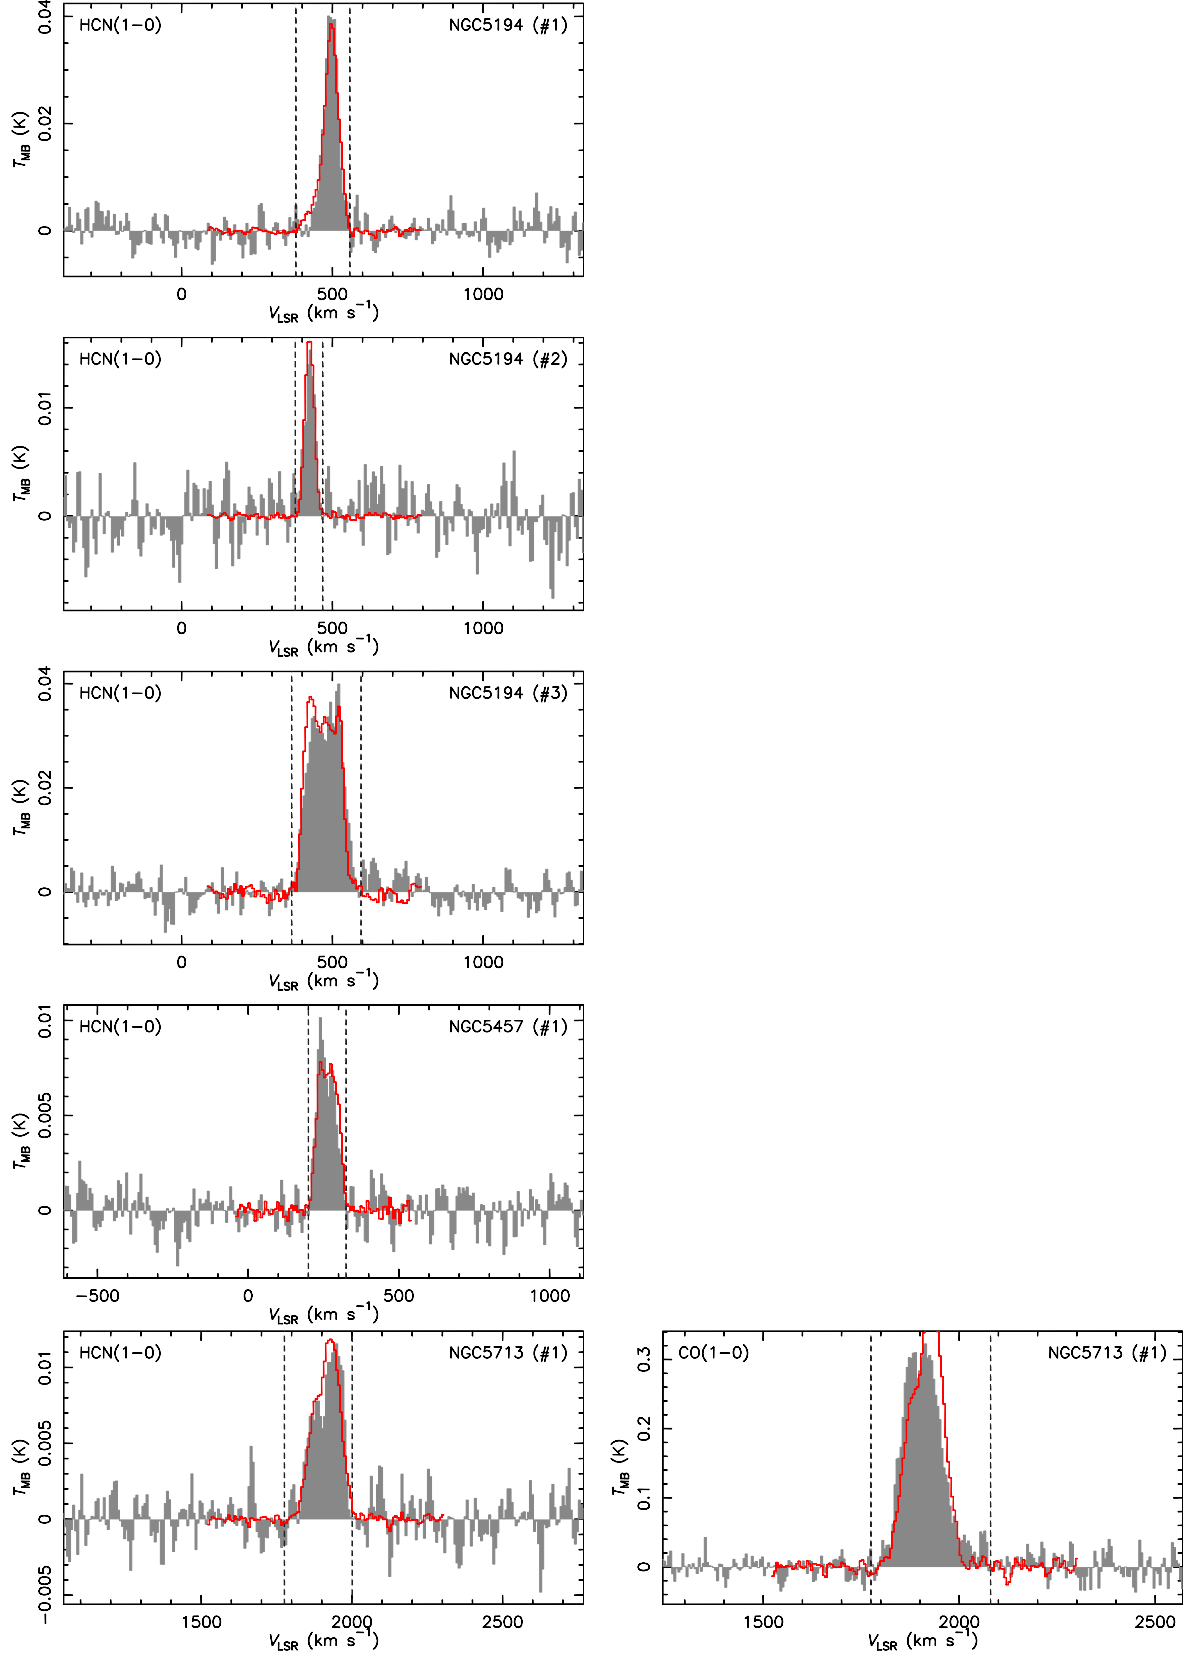 HCN(1−0) NGC5194 (#1)
0.04
0.02
0
T_MB (K)
0 500 1000
V_LSR (km s⁻¹)
HCN(1−0) NGC5194 (#2)
0.01
0
T_MB (K)
0 500 1000
V_LSR (km s⁻¹)
HCN(1−0) NGC5194 (#3)
0.04
0.02
0
T_MB (K)
0 500 1000
V_LSR (km s⁻¹)
HCN(1−0) NGC5457 (#1)
0.01
0.005
0
T_MB (K)
−500 0 500 1000
V_LSR (km s⁻¹)
HCN(1−0) NGC5713 (#1)
0.01
0.005
0
−0.005
T_MB (K)
1500 2000 2500
V_LSR (km s⁻¹)
CO(1−0) NGC5713 (#1)
0.3
0.2
0.1
0
T_MB (K)
1500 2000 2500
V_LSR (km s⁻¹)